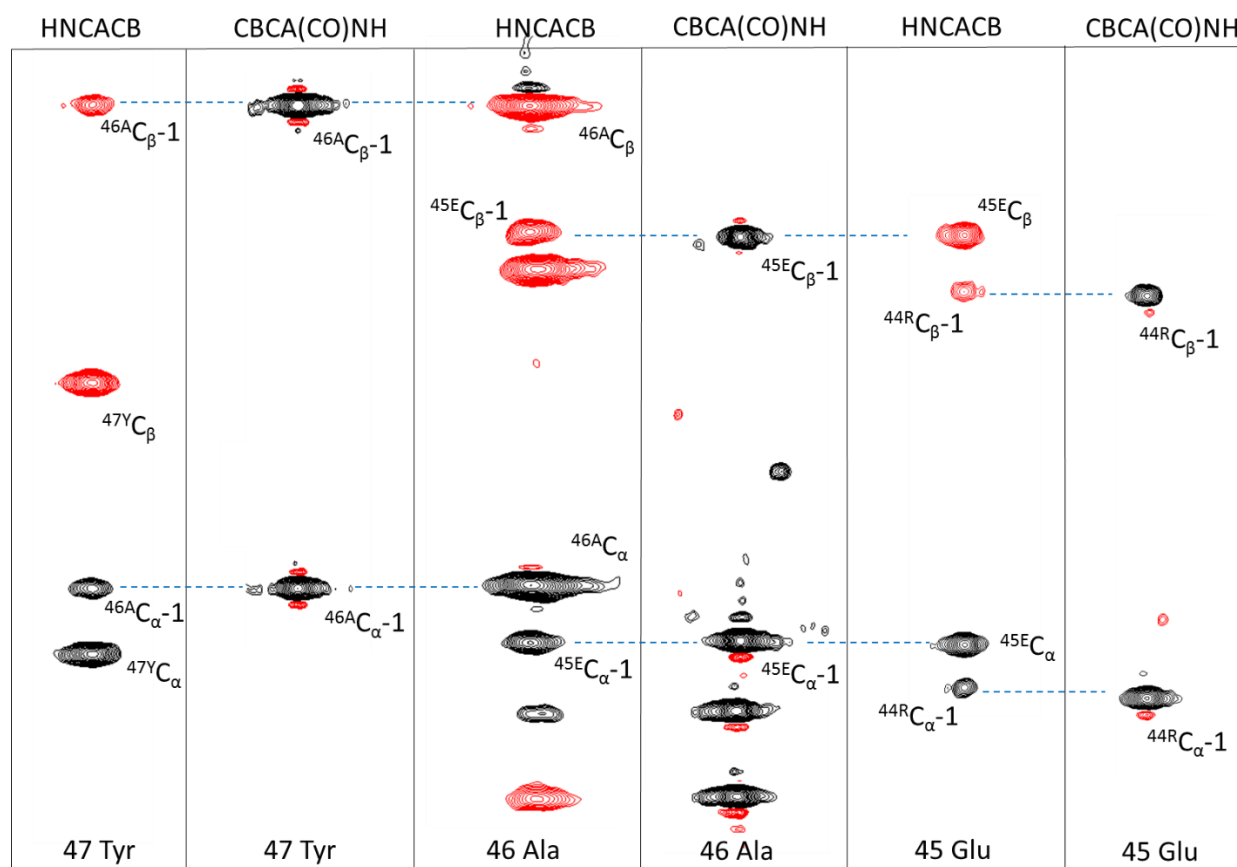 HNCACB CBCA(CO)NH HNCACB CBCA(CO)NH HNCACB CBCA(CO)NH
46ACβ-1 46ACβ-1 46ACβ
45ECβ-1 45ECβ-1 45ECβ
44RCβ-1 44RCβ-1
47YCβ
46ACα
46ACα-1 46ACα-1
47YCα 45ECα-1 45ECα-1 45ECα
44RCα-1 44RCα-1
47 Tyr 47 Tyr 46 Ala 46 Ala 45 Glu 45 Glu